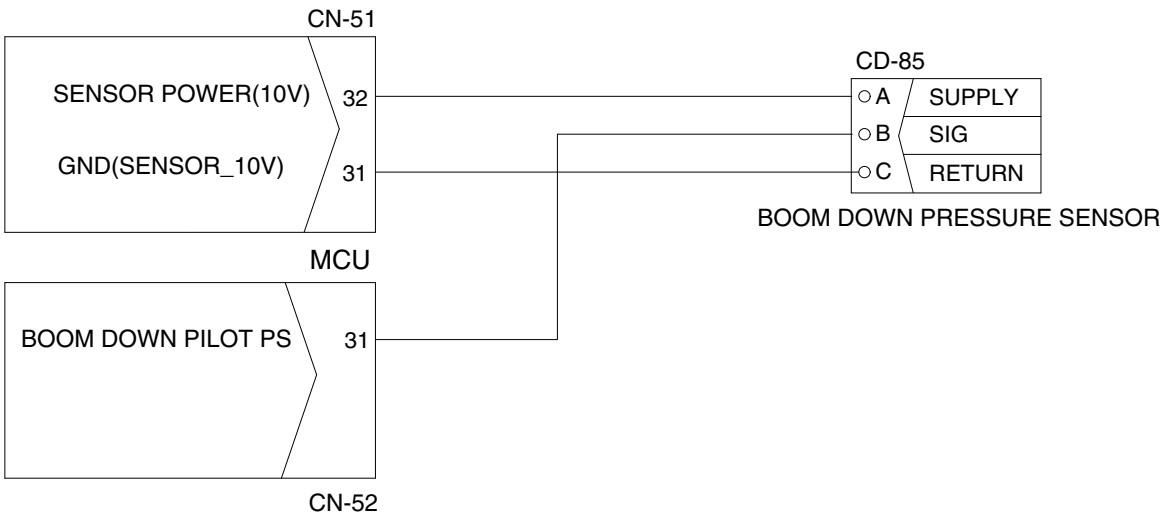 CN-51
SENSOR POWER(10V)
32
GND(SENSOR_10V)
31
MCU
BOOM DOWN PILOT PS
31
CN-52
CD-85
A SUPPLY
B SIG
C RETURN
BOOM DOWN PRESSURE SENSOR